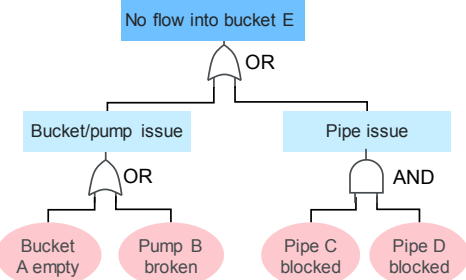 No flow into bucket E
OR
Bucket/pump issue
Pipe issue
OR
AND
Bucket
A empty
Pump B
broken
Pipe C
blocked
Pipe D
blocked